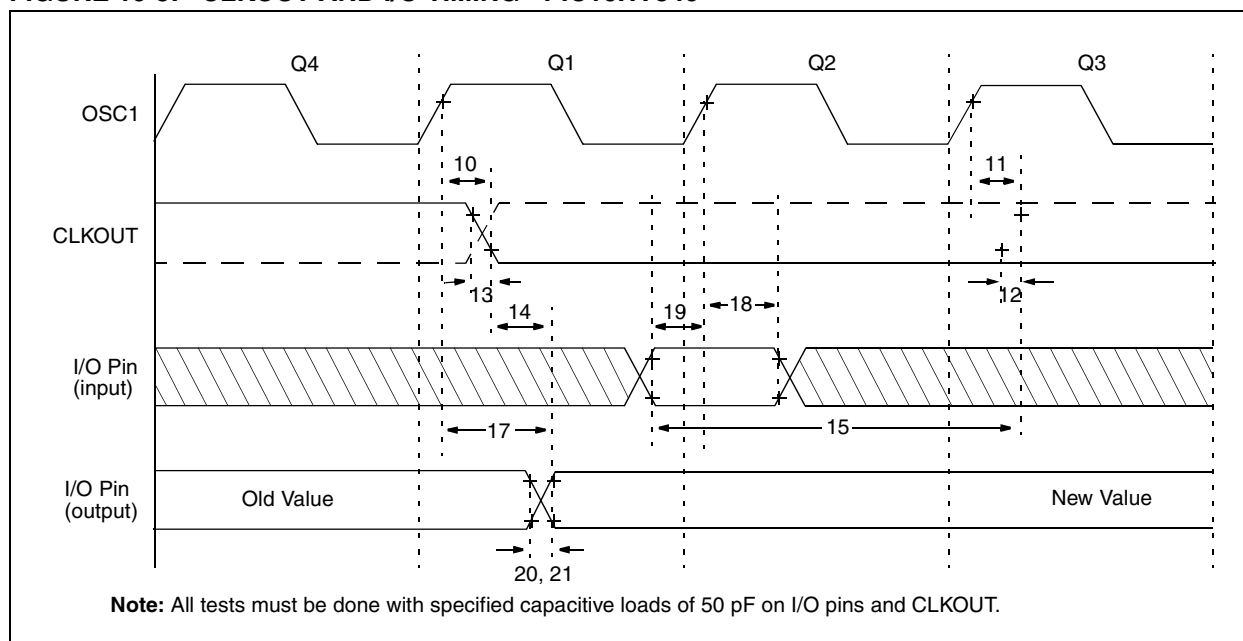 Q4 Q1 Q2 Q3
OSC1
10 11
CLKOUT
13 12
14 19 18
I/O Pin
(input)
17 15
I/O Pin
(output)
Old Value New Value
20, 21
Note: All tests must be done with specified capacitive loads of 50 pF on I/O pins and CLKOUT.